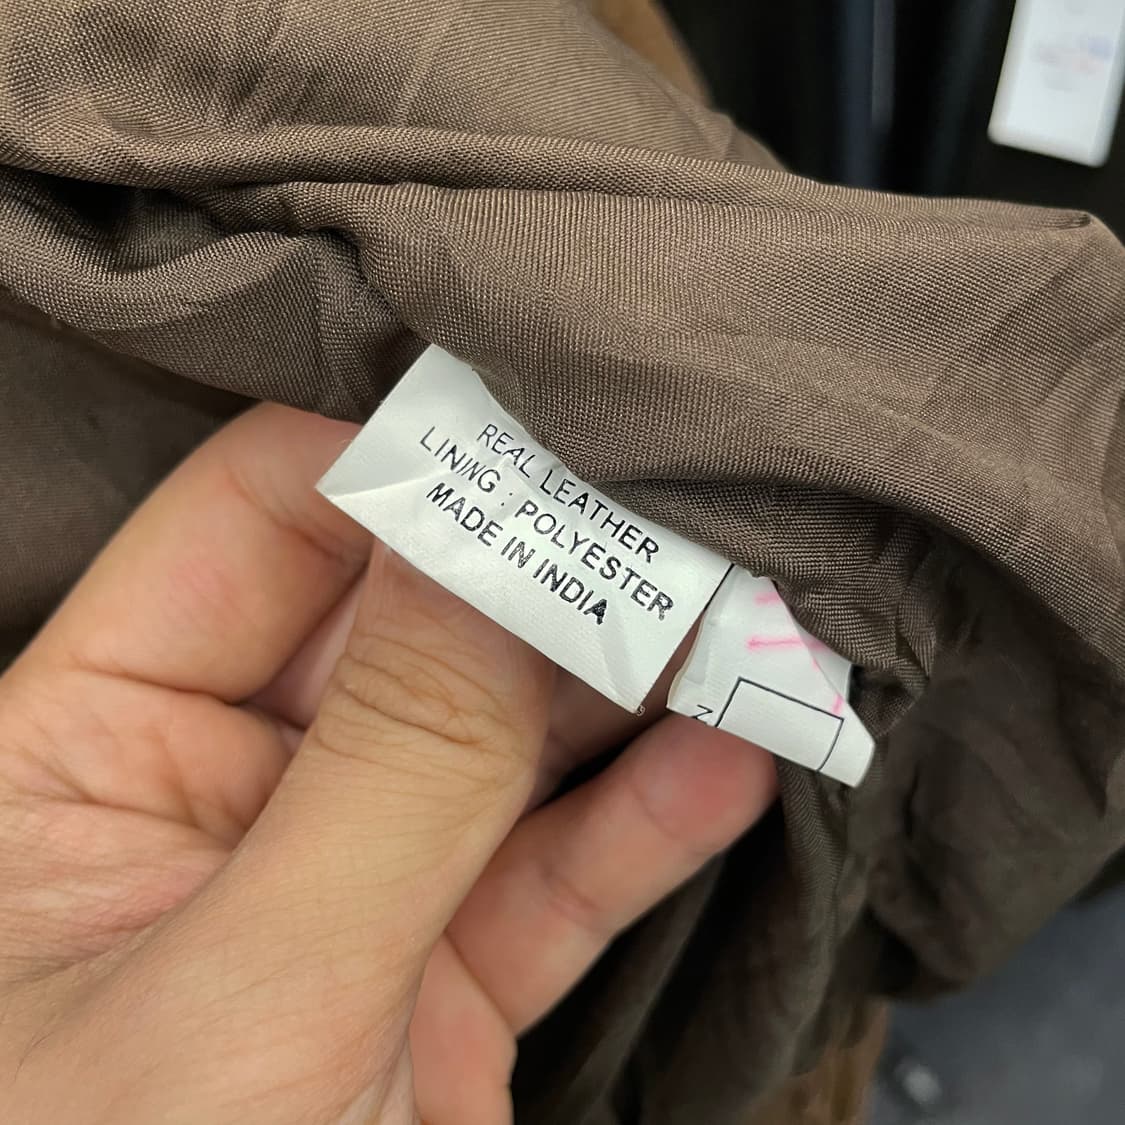 REAL LEATHER
LINING : POLYESTER
MADE IN INDIA